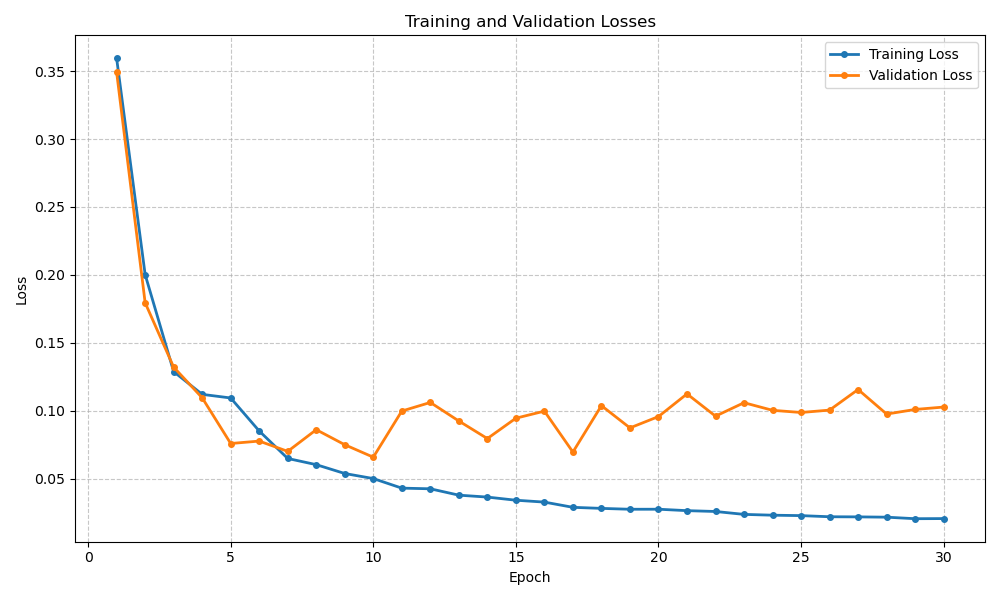 Training and Validation Losses
Training Loss
Validation Loss
0.35
0.30
0.25
0.20
0.15
0.10
0.05
Loss
0 5 10 15 20 25 30
Epoch